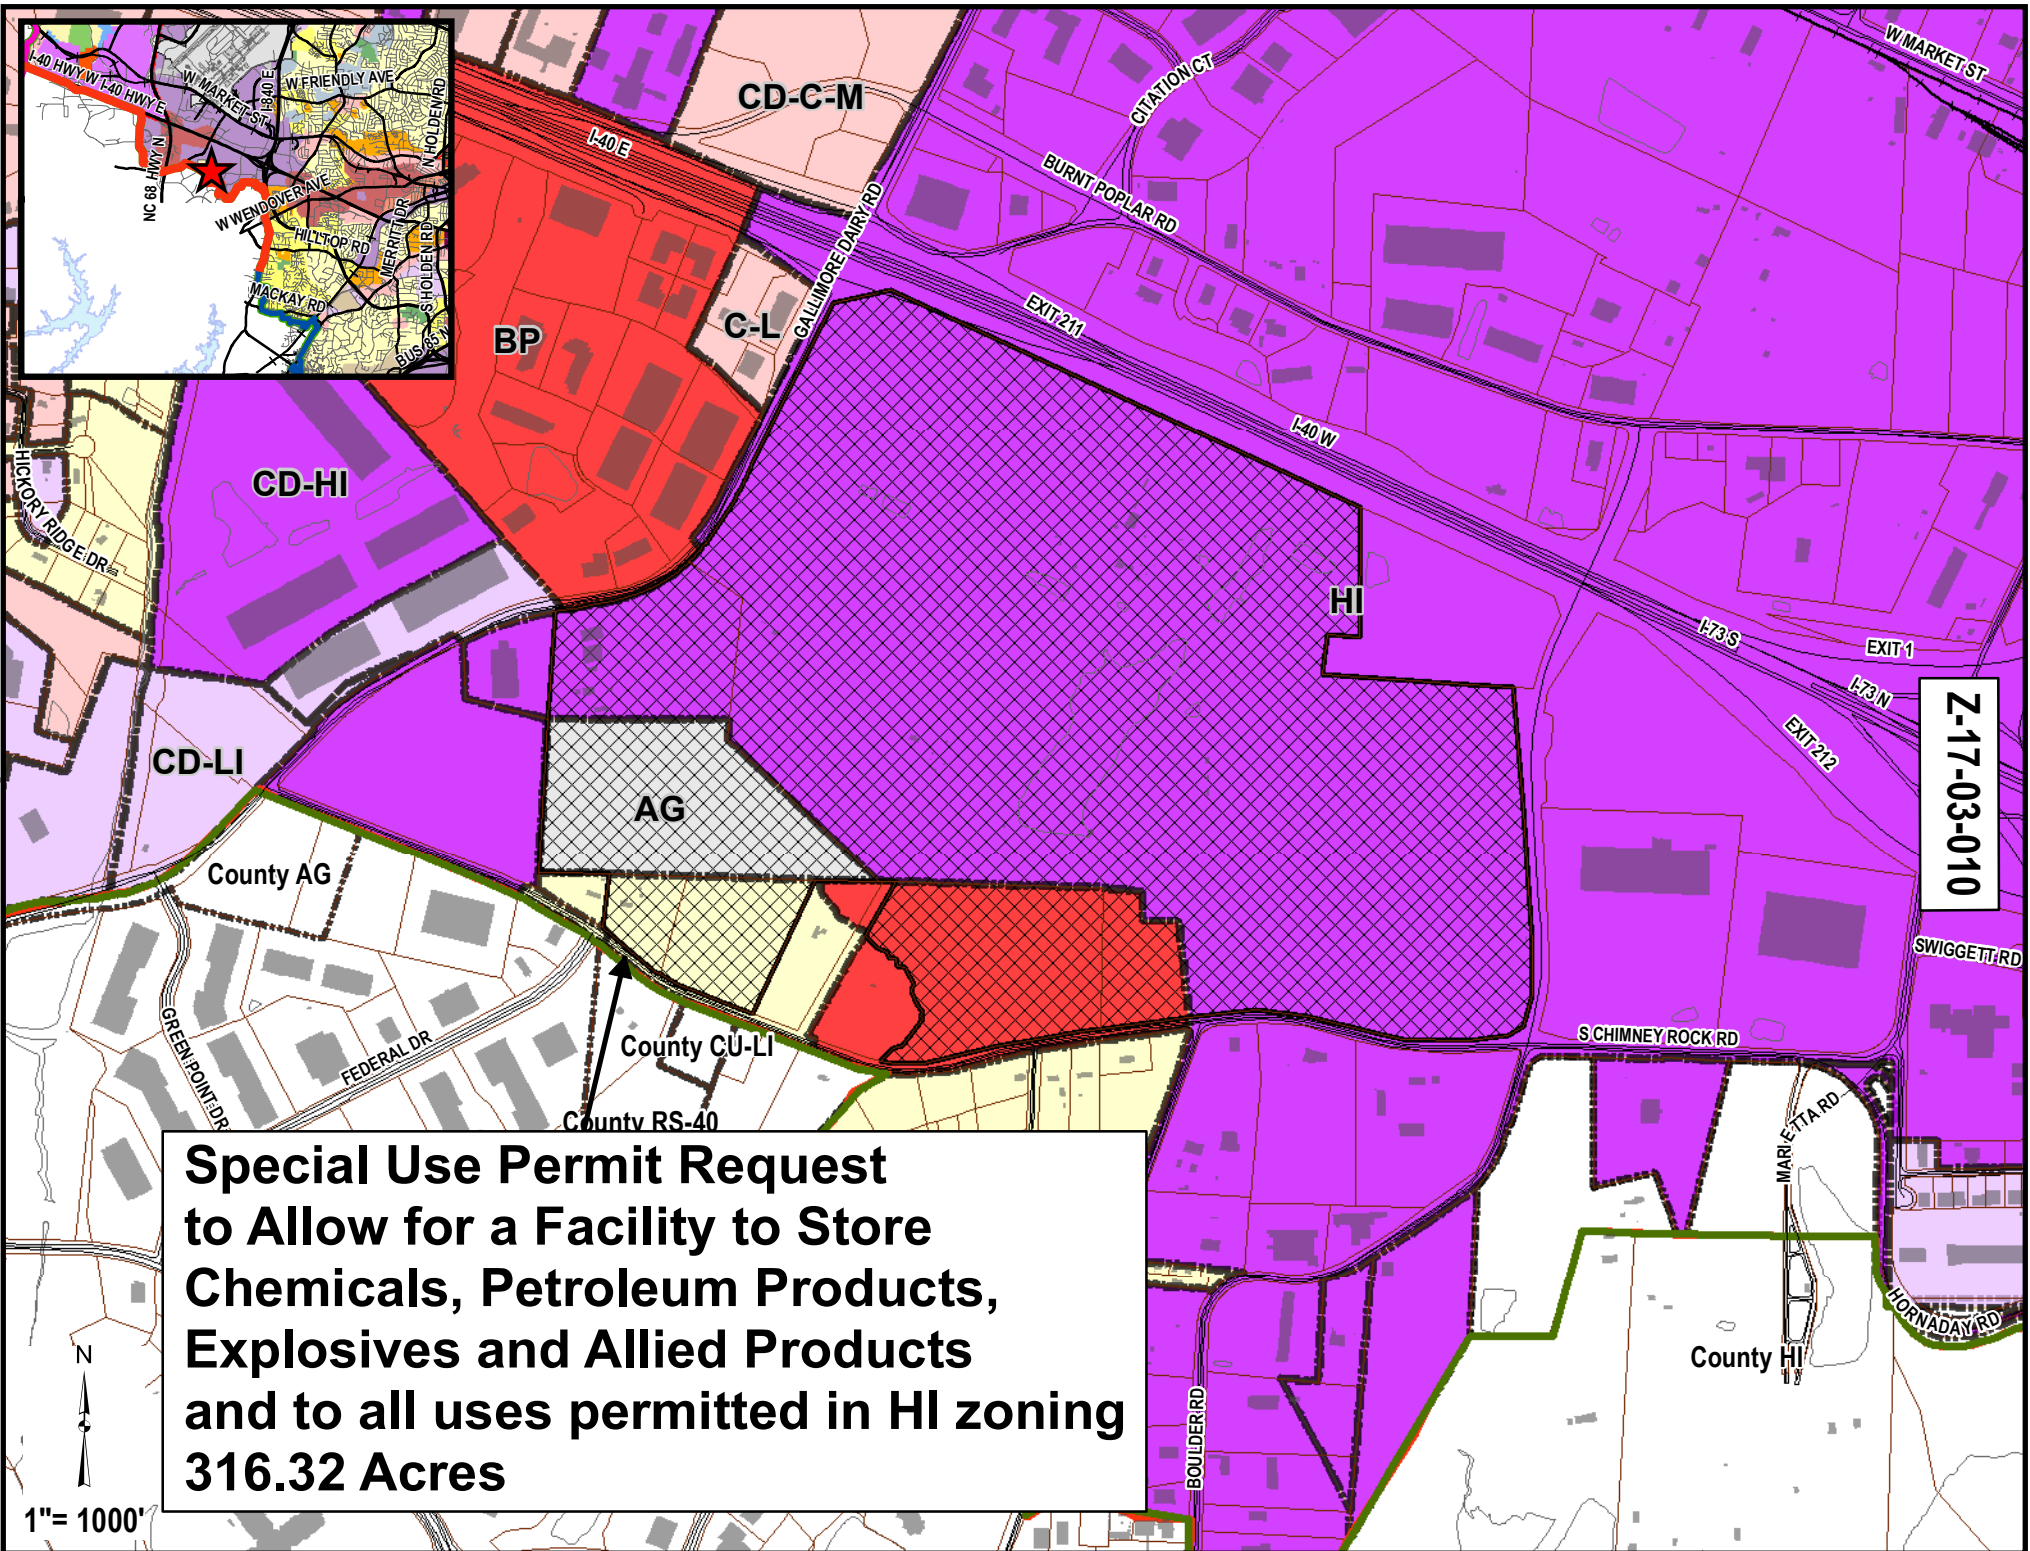 I-40 HWY W
I-40 HWY E
W MARKET ST
I-840 E
W FRIENDLY AVE
N HOLDEN RD
NC 68 HWY N
W WENDOVER AVE
HILLTOP RD
MERRITT DR
S HOLDEN RD
MACKAY RD
BUS 85 N
CD-C-M
CITATION CT
W MARKET ST
I-40 E
BURNT POPLAR RD
GALLIMORE DAIRY RD
BP
C-L
EXIT 211
I-40 W
CD-HI
HICKORY RIDGE DR
HI
I-73 S
EXIT 1
I-73 N
EXIT 212
Z-17-03-010
CD-LI
AG
County AG
SWIGGETT RD
GREEN POINT DR
FEDERAL DR
County CU-LI
County RS-40
S CHIMNEY ROCK RD
MARIETTA RD
HORNADAY RD
County HI
BOULDER RD
Special Use Permit Request
to Allow for a Facility to Store
Chemicals, Petroleum Products,
Explosives and Allied Products
and to all uses permitted in HI zoning
316.32 Acres
N
1"= 1000'